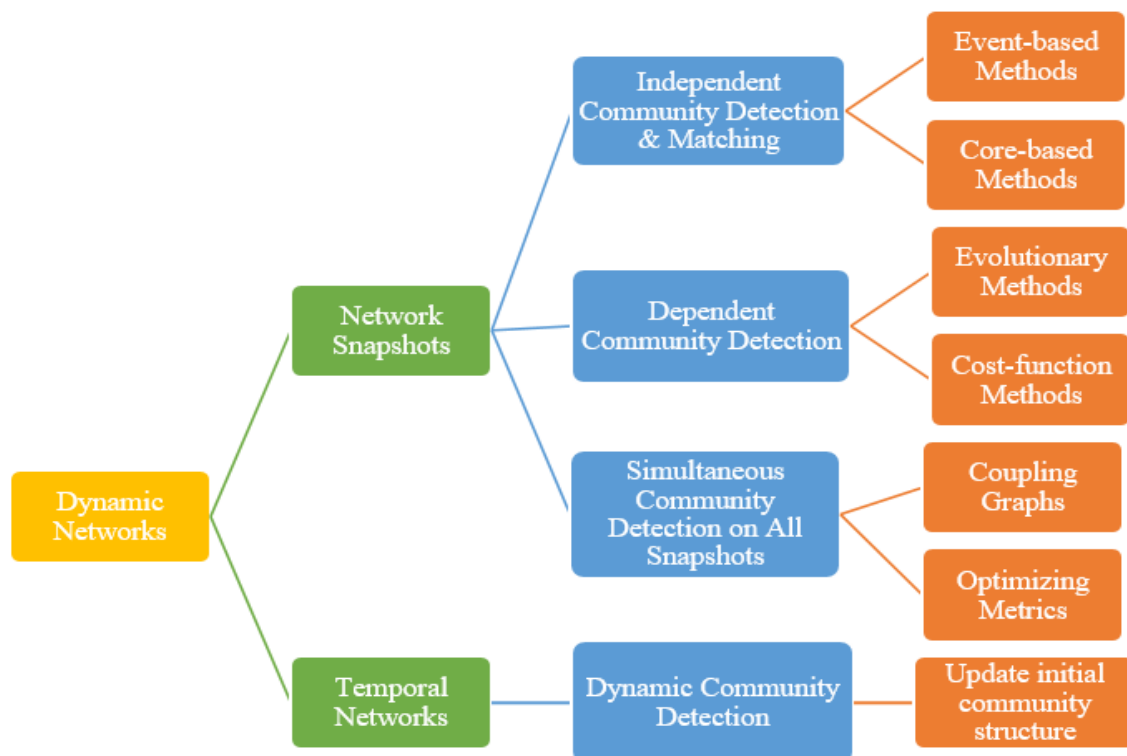 Event-based
Methods
Independent
Community Detection
& Matching
Core-based
Methods
Evolutionary
Methods
Network
Snapshots
Dependent
Community Detection
Cost-function
Methods
Simultaneous
Community
Detection on All
Snapshots
Coupling
Graphs
Dynamic
Networks
Optimizing
Metrics
Temporal
Networks
Dynamic Community
Detection
Update initial
community
structure